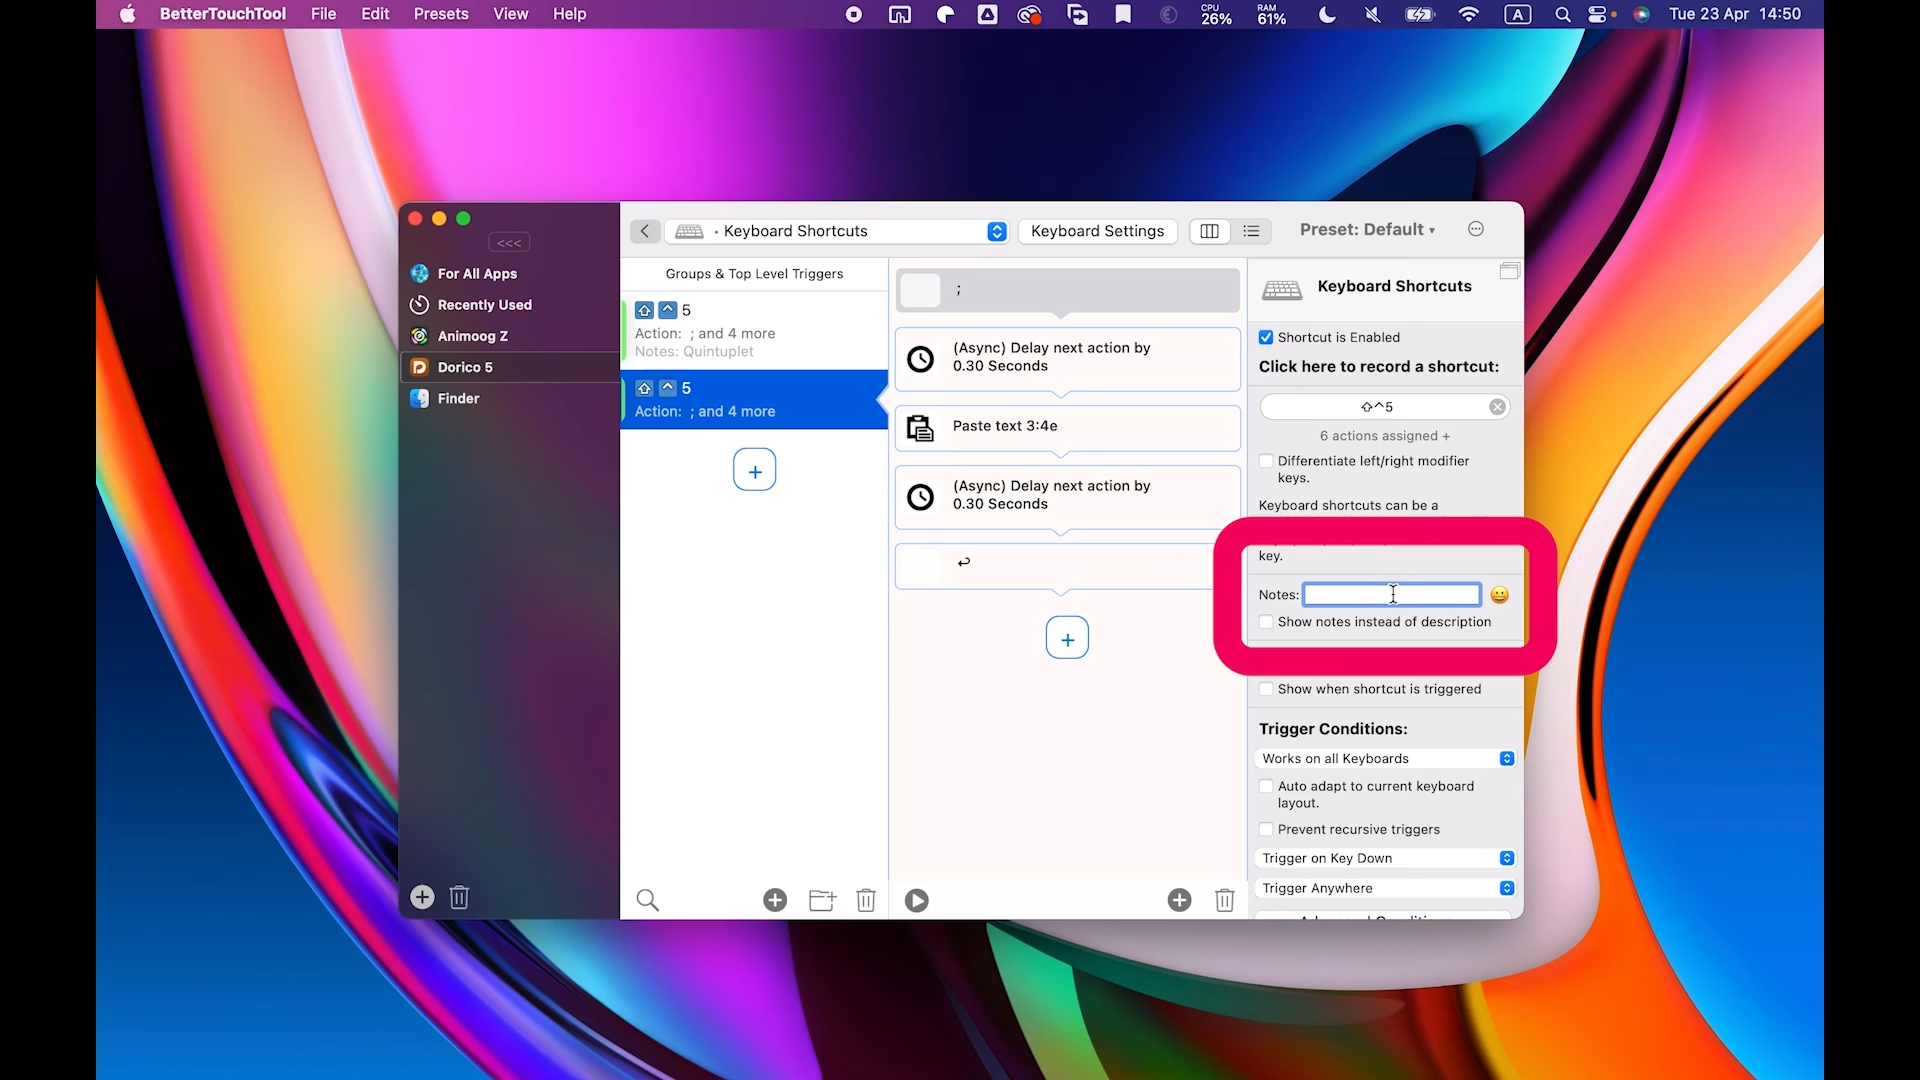 BetterTouchTool File Edit Presets View Help CPU 26% RAM 61% A Tue 23 Apr 14:50
<<<
For All Apps
Recently Used
Animoog Z
Dorico 5
Finder
Keyboard Shortcuts
Keyboard Settings
Preset: Default
Groups & Top Level Triggers
5
Action: ; and 4 more
Notes: Quintuplet
5
Action: ; and 4 more
;
(Async) Delay next action by
0.30 Seconds
Paste text 3:4e
(Async) Delay next action by
0.30 Seconds
Keyboard Shortcuts
Shortcut is Enabled
Click here to record a shortcut:
⇧^5
6 actions assigned +
Differentiate left/right modifier
keys.
Keyboard shortcuts can be a
key.
Notes:
Show notes instead of description
Show when shortcut is triggered
Trigger Conditions:
Works on all Keyboards
Auto adapt to current keyboard
layout.
Prevent recursive triggers
Trigger on Key Down
Trigger Anywhere